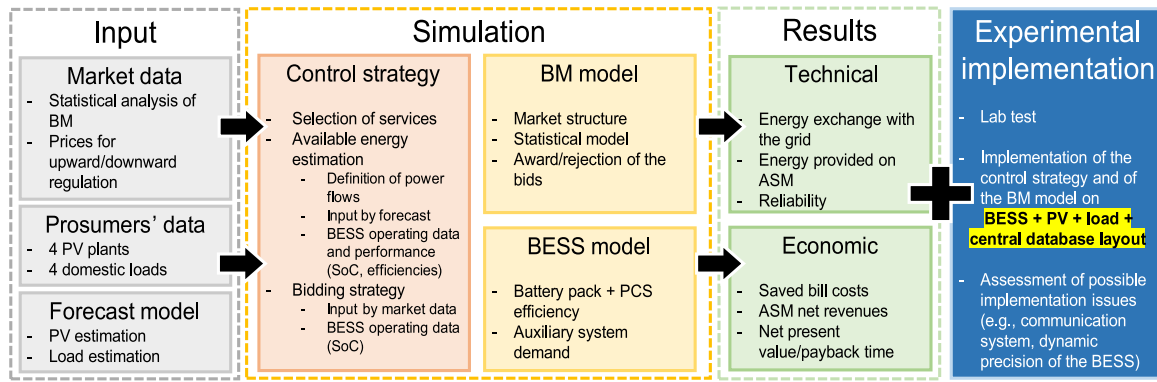 Input
Market data
- Statistical analysis of
BM
- Prices for
upward/downward
regulation
Prosumers' data
- 4 PV plants
- 4 domestic loads
Forecast model
- PV estimation
- Load estimation
Simulation
Control strategy
- Selection of services
- Available energy
estimation
- Definition of power
flows
- Input by forecast
- BESS operating data
and performance
(SoC, efficiencies)
- Bidding strategy
- Input by market data
- BESS operating data
(SoC)
BM model
- Market structure
- Statistical model
- Award/rejection of the
bids
BESS model
- Battery pack + PCS
efficiency
- Auxiliary system
demand
Results
Technical
- Energy exchange with
the grid
- Energy provided on
ASM
- Reliability
Economic
- Saved bill costs
- ASM net revenues
- Net present
value/payback time
Experimental
implementation
- Lab test
- Implementation of the
control strategy and of
the BM model on
BESS + PV + load +
central database layout
- Assessment of possible
implementation issues
(e.g., communication
system, dynamic
precision of the BESS)